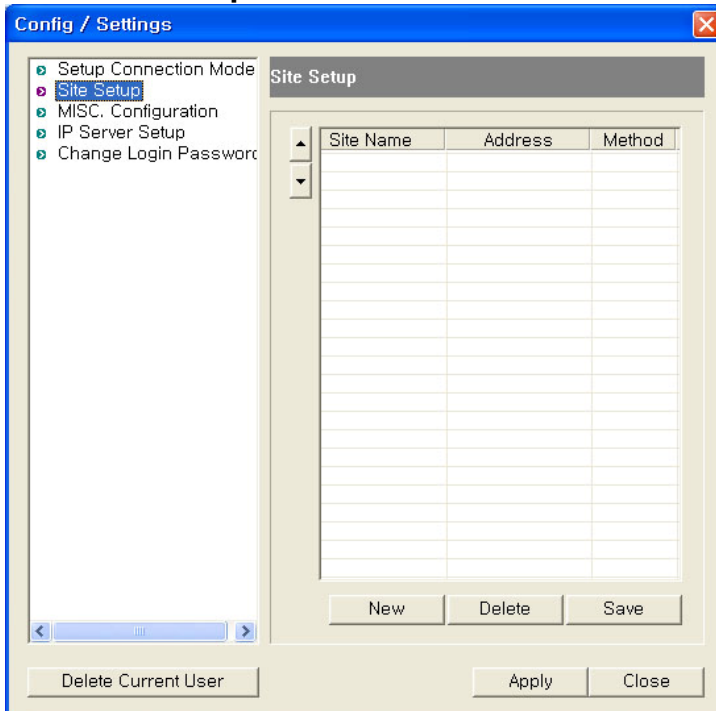 Config / Settings
Setup Connection Mode
Site Setup
MISC. Configuration
IP Server Setup
Change Login Password
Site Setup
Site Name Address Method
New Delete Save
Delete Current User Apply Close